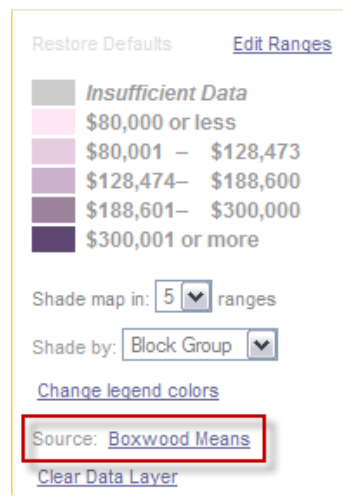 Restore Defaults Edit Ranges
Insufficient Data
$80,000 or less
$80,001 – $128,473
$128,474– $188,600
$188,601– $300,000
$300,001 or more
Shade map in: 5 ranges
Shade by: Block Group
Change legend colors
Source: Boxwood Means
Clear Data Layer